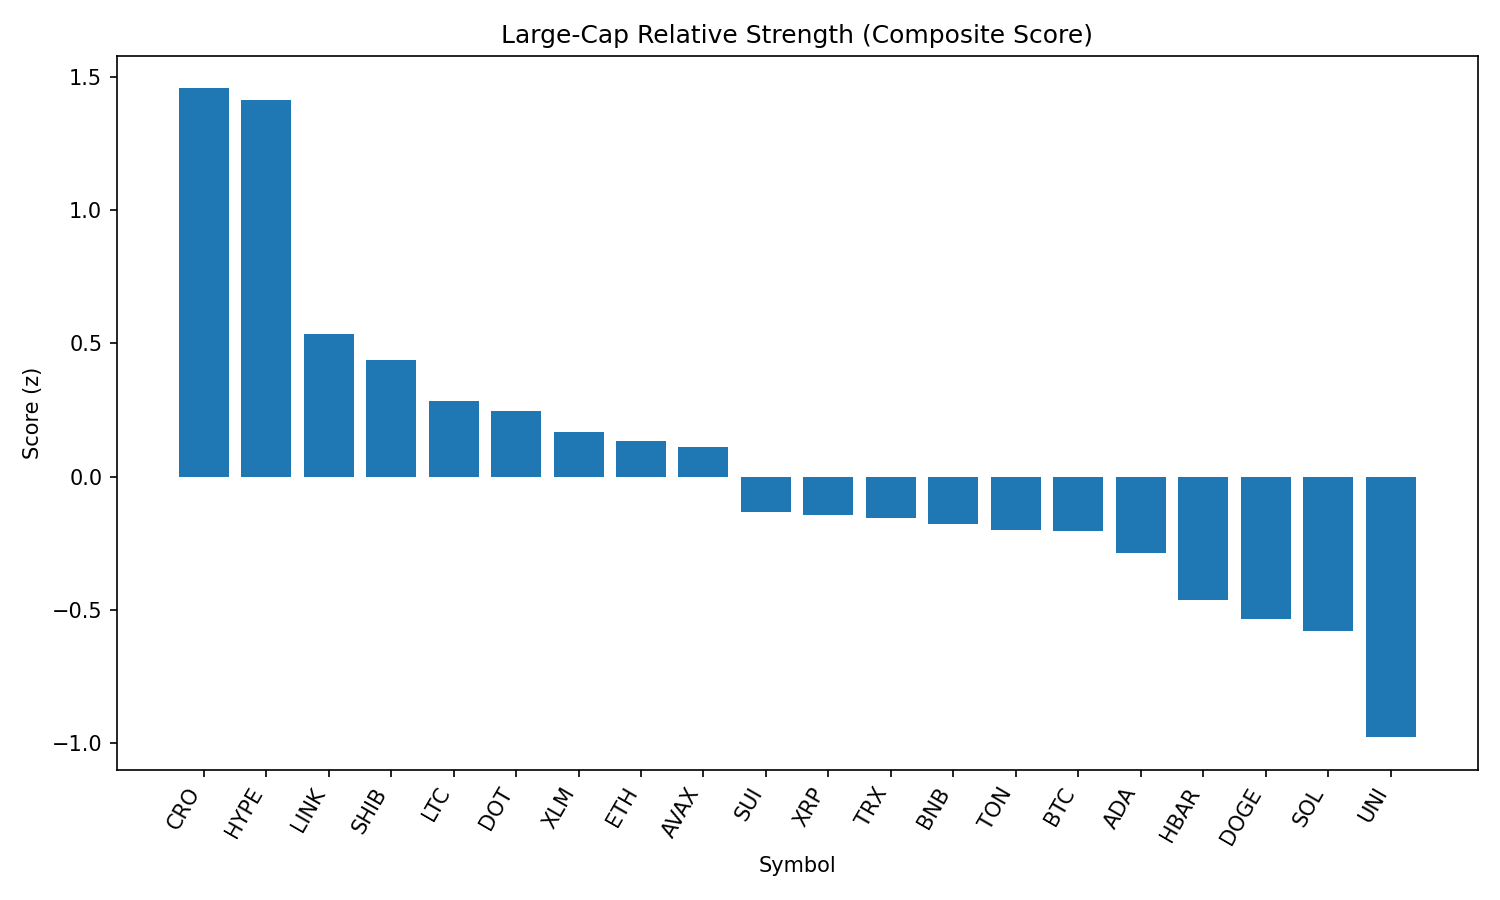 Large-Cap Relative Strength (Composite Score)
Score (z)
1.5
1.0
0.5
0.0
−0.5
−1.0
CRO
HYPE
LINK
SHIB
LTC
DOT
XLM
ETH
AVAX
SUI
XRP
TRX
BNB
TON
BTC
ADA
HBAR
DOGE
SOL
UNI
Symbol